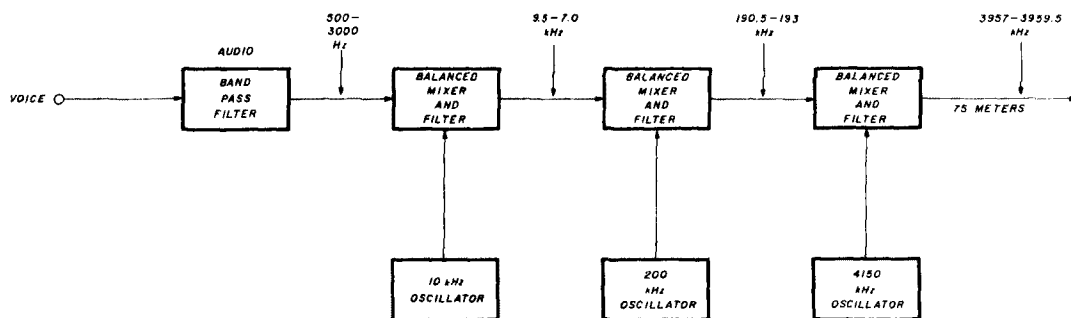 VOICE
AUDIO
BAND
PASS
FILTER
500-
3000
Hz
BALANCED
MIXER
AND
FILTER
9.5-7.0
kHz
BALANCED
MIXER
AND
FILTER
190.5-193
kHz
BALANCED
MIXER
AND
FILTER
3957-3959.5
kHz
75 METERS
10 kHz
OSCILLATOR
200
kHz
OSCILLATOR
4150
kHz
OSCILLATOR